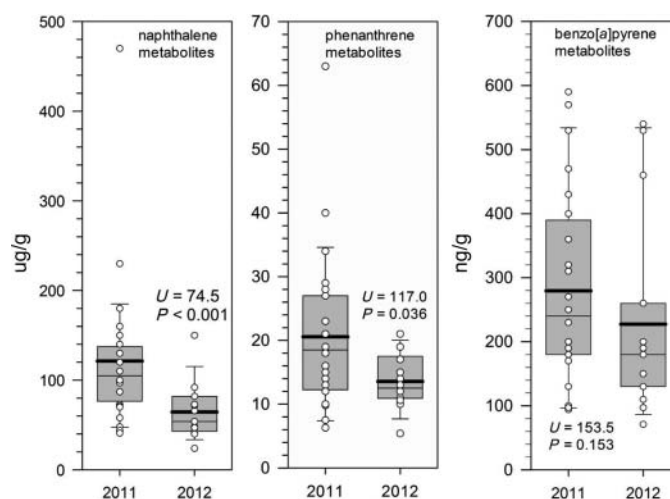 naphthalene
metabolites
500
400
300
200
100
0
ug/g
U = 74.5
P < 0.001
2011
2012
phenanthrene
metabolites
70
60
50
40
30
20
10
0
U = 117.0
P = 0.036
2011
2012
benzo[a]pyrene
metabolites
700
600
500
400
300
200
100
0
ng/g
U = 153.5
P = 0.153
2011
2012